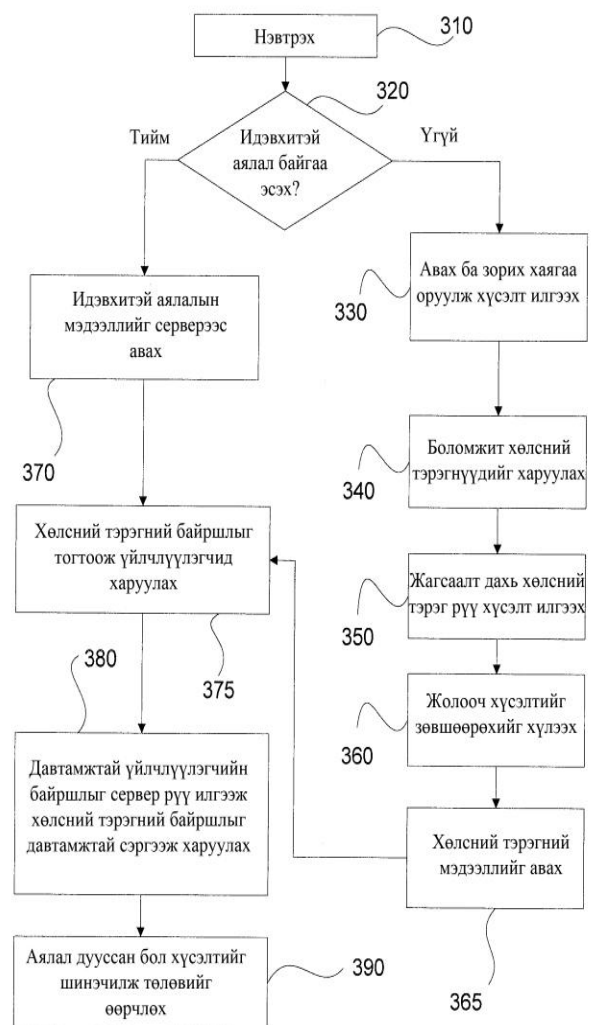 Нэвтрэх
310
320
Тийм
Идэвхитэй
аялал байгаа
эсэх?
Үгүй
Авах ба зорих хаягаа
оруулж хүсэлт илгээх
330
Идэвхитэй аялалын
мэдээллийг серверээс
авах
370
Боломжит хөлсний
тэрэгнүүдийг харуулах
340
Хөлсний тэрэгний байршлыг
тогтоож үйлчлүүлэгчид
харуулах
375
Жагсаалт дахь хөлсний
тэрэг рүү хүсэлт илгээх
350
Жолооч хүсэлтийг
зөвшөөрөхийг хүлээх
360
380
Давтамжтай үйлчлүүлэгчийн
байршлыг сервер рүү илгээж
хөлсний тэрэгний байршлыг
давтамжтай сэргээж харуулах
Хөлсний тэрэгний
мэдээллийг авах
365
Аялал дууссан бол хүсэлтийг
шинэчилж төлөвийг
өөрчлөх
390